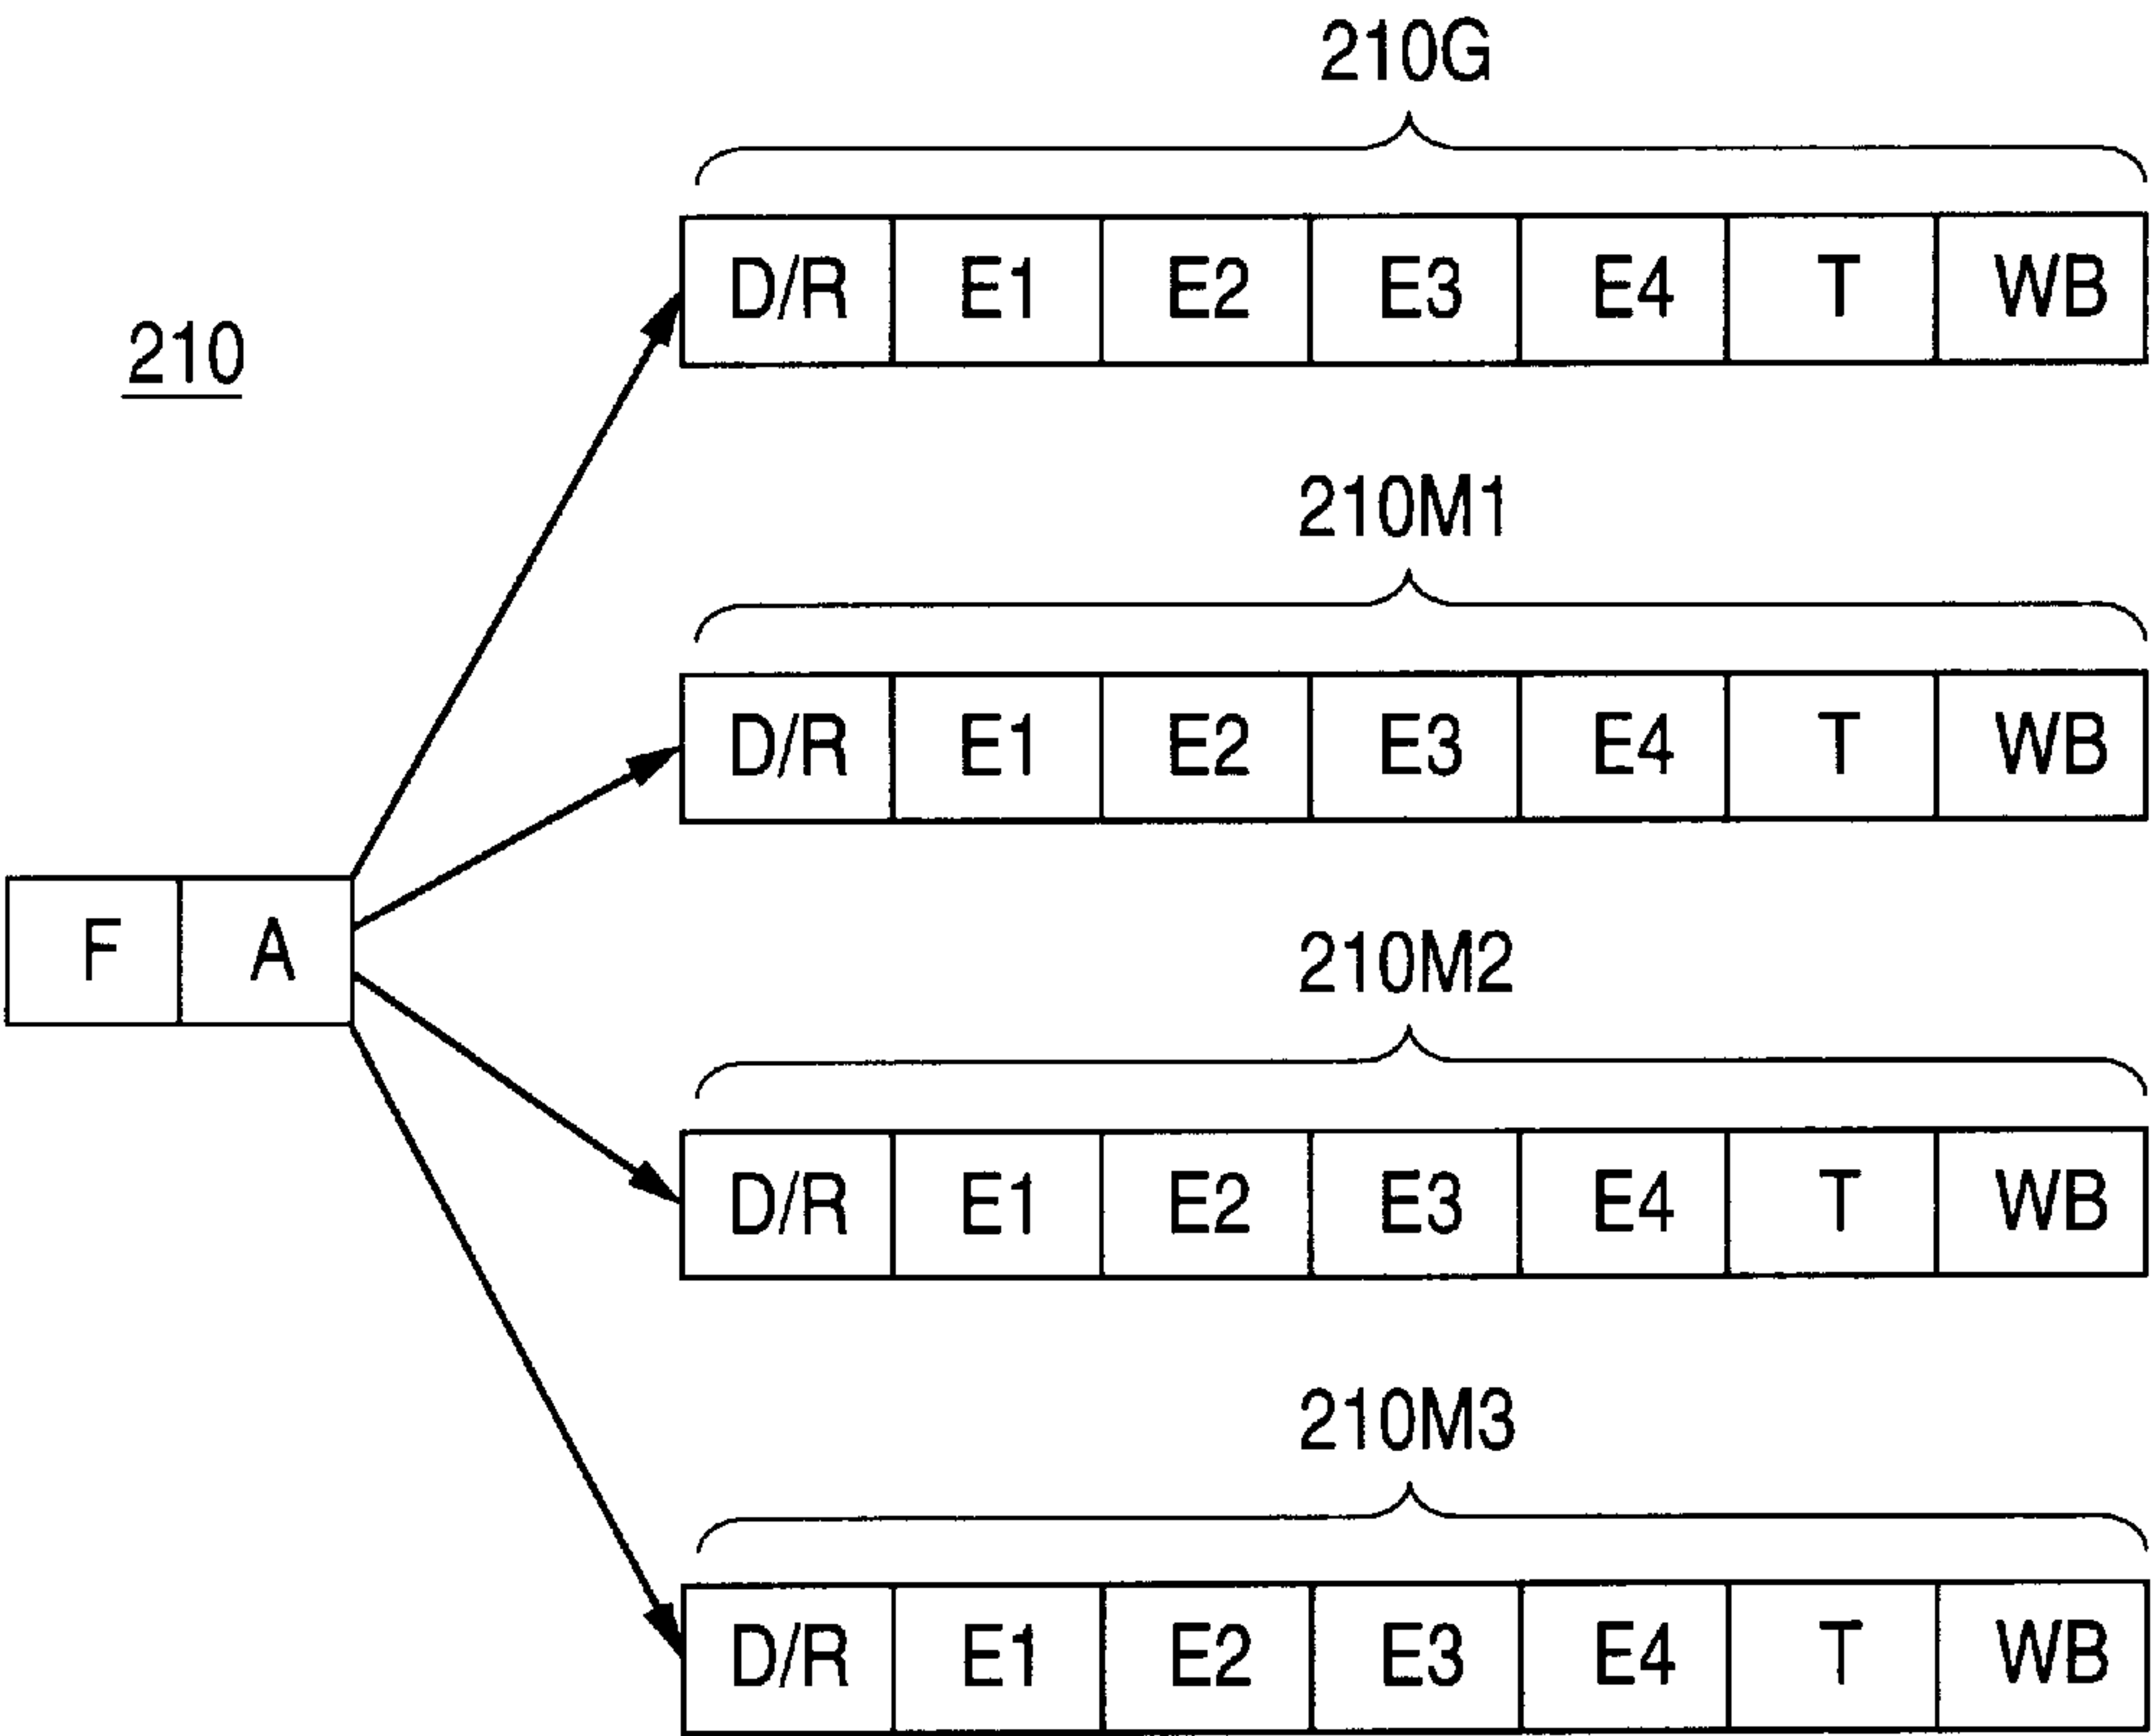 210G
D/R E1 E2 E3 E4 T WB
210
210M1
D/R E1 E2 E3 E4 T WB
F A
210M2
D/R E1 E2 E3 E4 T WB
210M3
D/R E1 E2 E3 E4 T WB